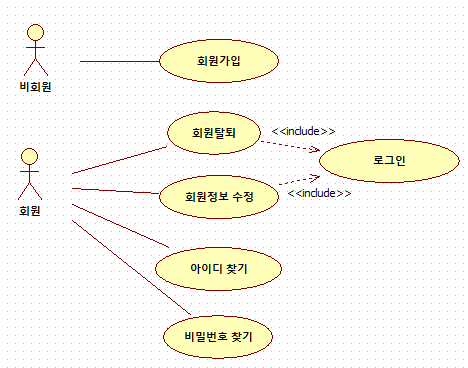 비회원
회원가입
회원
회원탈퇴
<<include>>
로그인
회원정보 수정
<<include>>
아이디 찾기
비밀번호 찾기